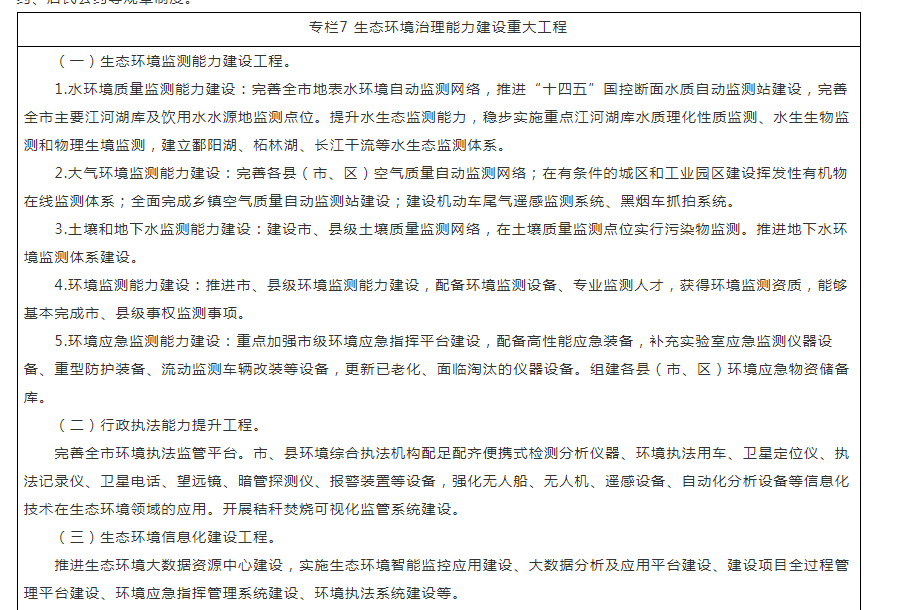 约、居民公约等规章制度。
专栏7 生态环境治理能力建设重大工程
（一）生态环境监测能力建设工程。
1.水环境质量监测能力建设：完善全市地表水环境自动监测网络，推进“十四五”国控断面水质自动监测站建设，完善
全市主要江河湖库及饮用水水源地监测点位。提升水生态监测能力，稳步实施重点江河湖库水质理化性质监测、水生生物监
测和物理生境监测，建立鄱阳湖、柘林湖、长江干流等水生态监测体系。
2.大气环境监测能力建设：完善各县（市、区）空气质量自动监测网络；在有条件的城区和工业园区建设挥发性有机物
在线监测体系；全面完成乡镇空气质量自动监测站建设；建设机动车尾气遥感监测系统、黑烟车抓拍系统。
3.土壤和地下水监测能力建设：建设市、县级土壤质量监测网络，在土壤质量监测点位实行污染物监测。推进地下水环
境监测体系建设。
4.环境监测能力建设：推进市、县级环境监测能力建设，配备环境监测设备、专业监测人才，获得环境监测资质，能够
基本完成市、县级事权监测事项。
5.环境应急监测能力建设：重点加强市级环境应急指挥平台建设，配备高性能应急装备，补充实验室应急监测仪器设
备、重型防护装备、流动监测车辆改装等设备，更新已老化、面临淘汰的仪器设备。组建各县（市、区）环境应急物资储备
库。
（二）行政执法能力提升工程。
完善全市环境执法监管平台。市、县环境综合执法机构配足配齐便携式检测分析仪器、环境执法用车、卫星定位仪、执
法记录仪、卫星电话、望远镜、暗管探测仪、报警装置等设备，强化无人船、无人机、遥感设备、自动化分析设备等信息化
技术在生态环境领域的应用。开展秸秆焚烧可视化监管系统建设。
（三）生态环境信息化建设工程。
推进生态环境大数据资源中心建设，实施生态环境智能监控应用建设、大数据分析及应用平台建设、建设项目全过程管
理平台建设、环境应急指挥管理系统建设、环境执法系统建设等。